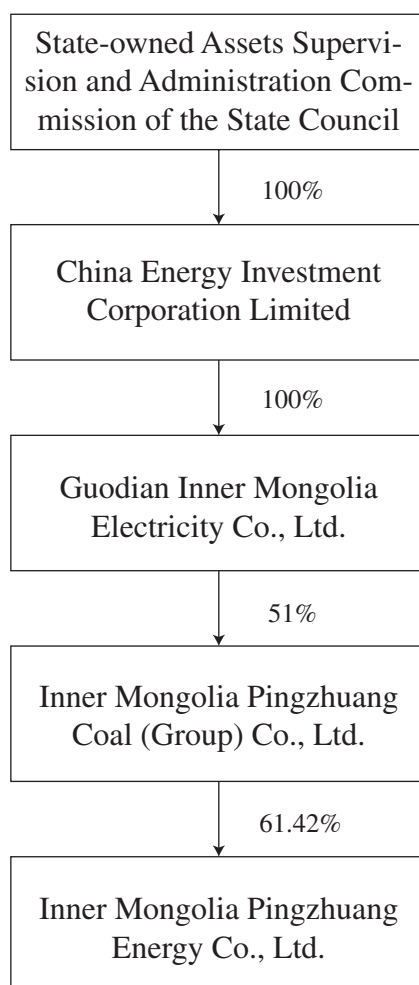 State-owned Assets Supervi-
sion and Administration Com-
mission of the State Council
100%
China Energy Investment
Corporation Limited
100%
Guodian Inner Mongolia
Electricity Co., Ltd.
51%
Inner Mongolia Pingzhuang
Coal (Group) Co., Ltd.
61.42%
Inner Mongolia Pingzhuang
Energy Co., Ltd.